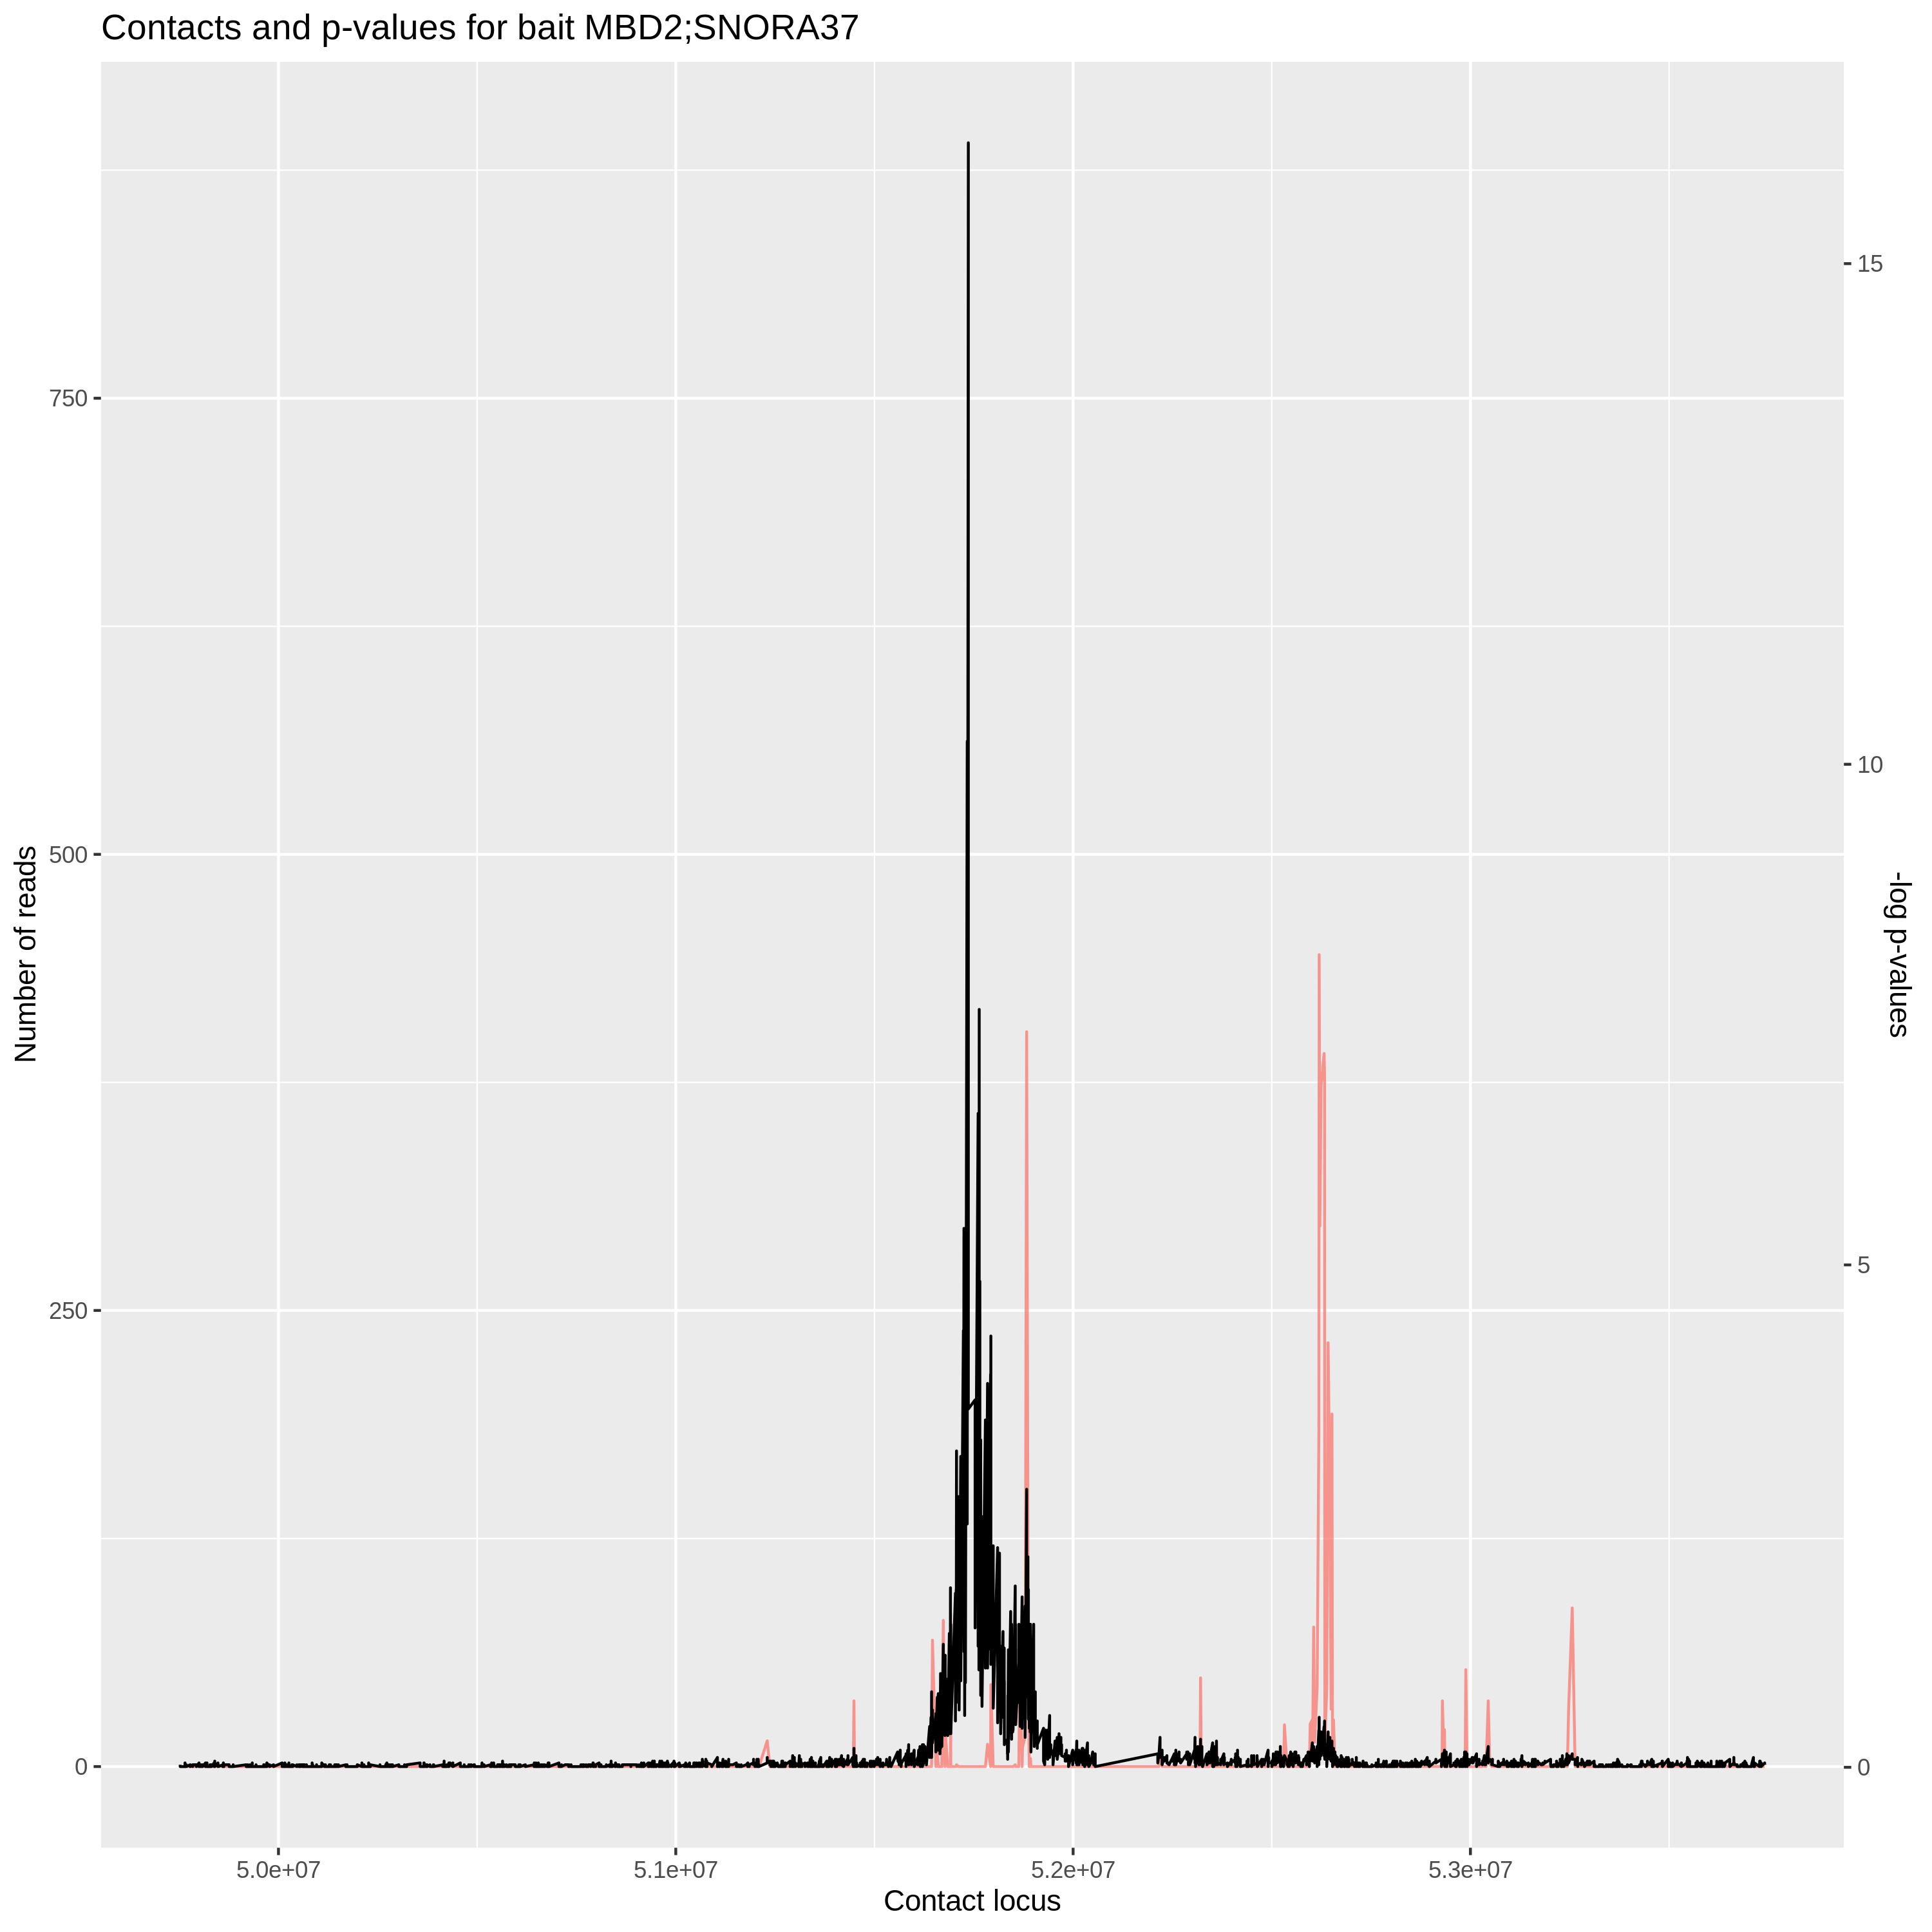 Contacts and p-values for bait MBD2;SNORA37
Number of reads
750
500
250
0
15
10
5
0
-log p-values
5.0e+07
5.1e+07
5.2e+07
5.3e+07
Contact locus